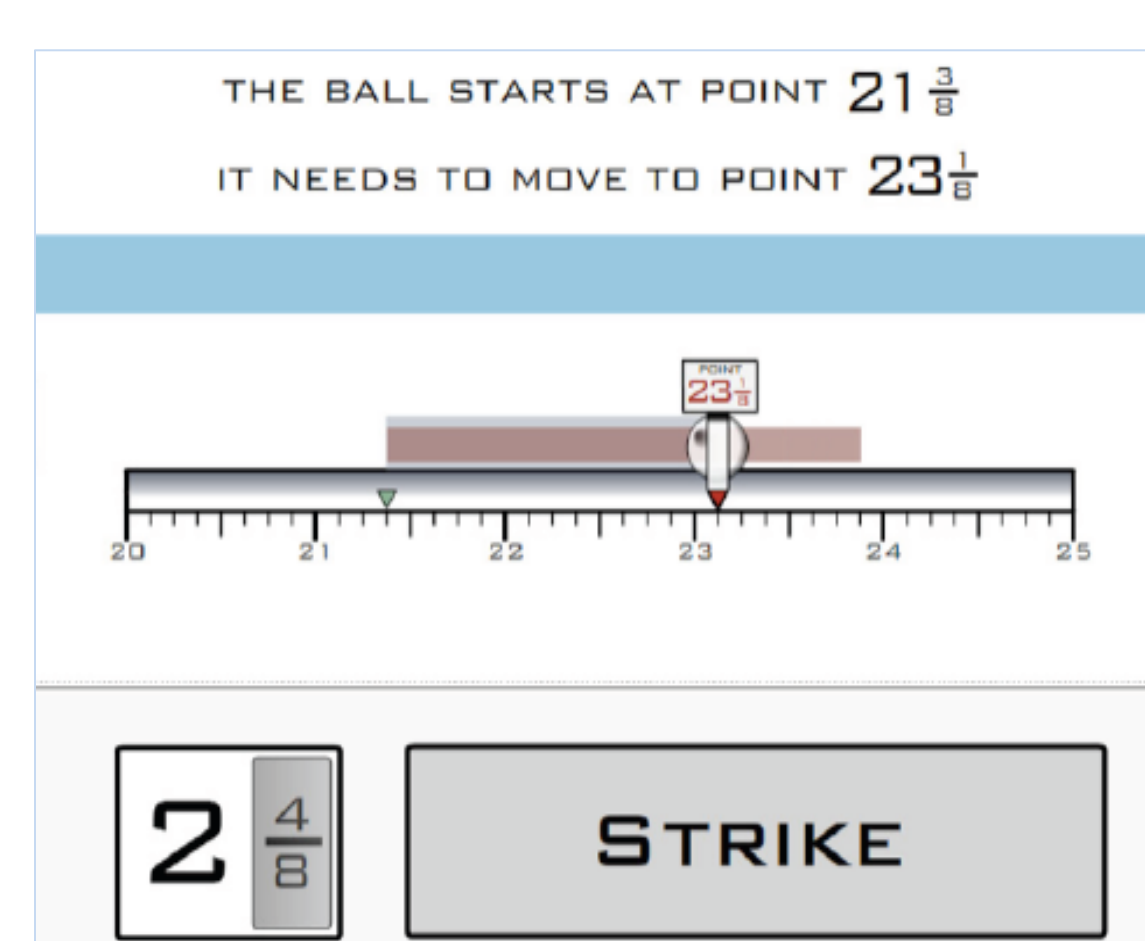 THE BALL STARTS AT POINT 21 3/8
IT NEEDS TO MOVE TO POINT 23 1/8
POINT
23 1/8
20 21 22 23 24 25
2 4/8 STRIKE